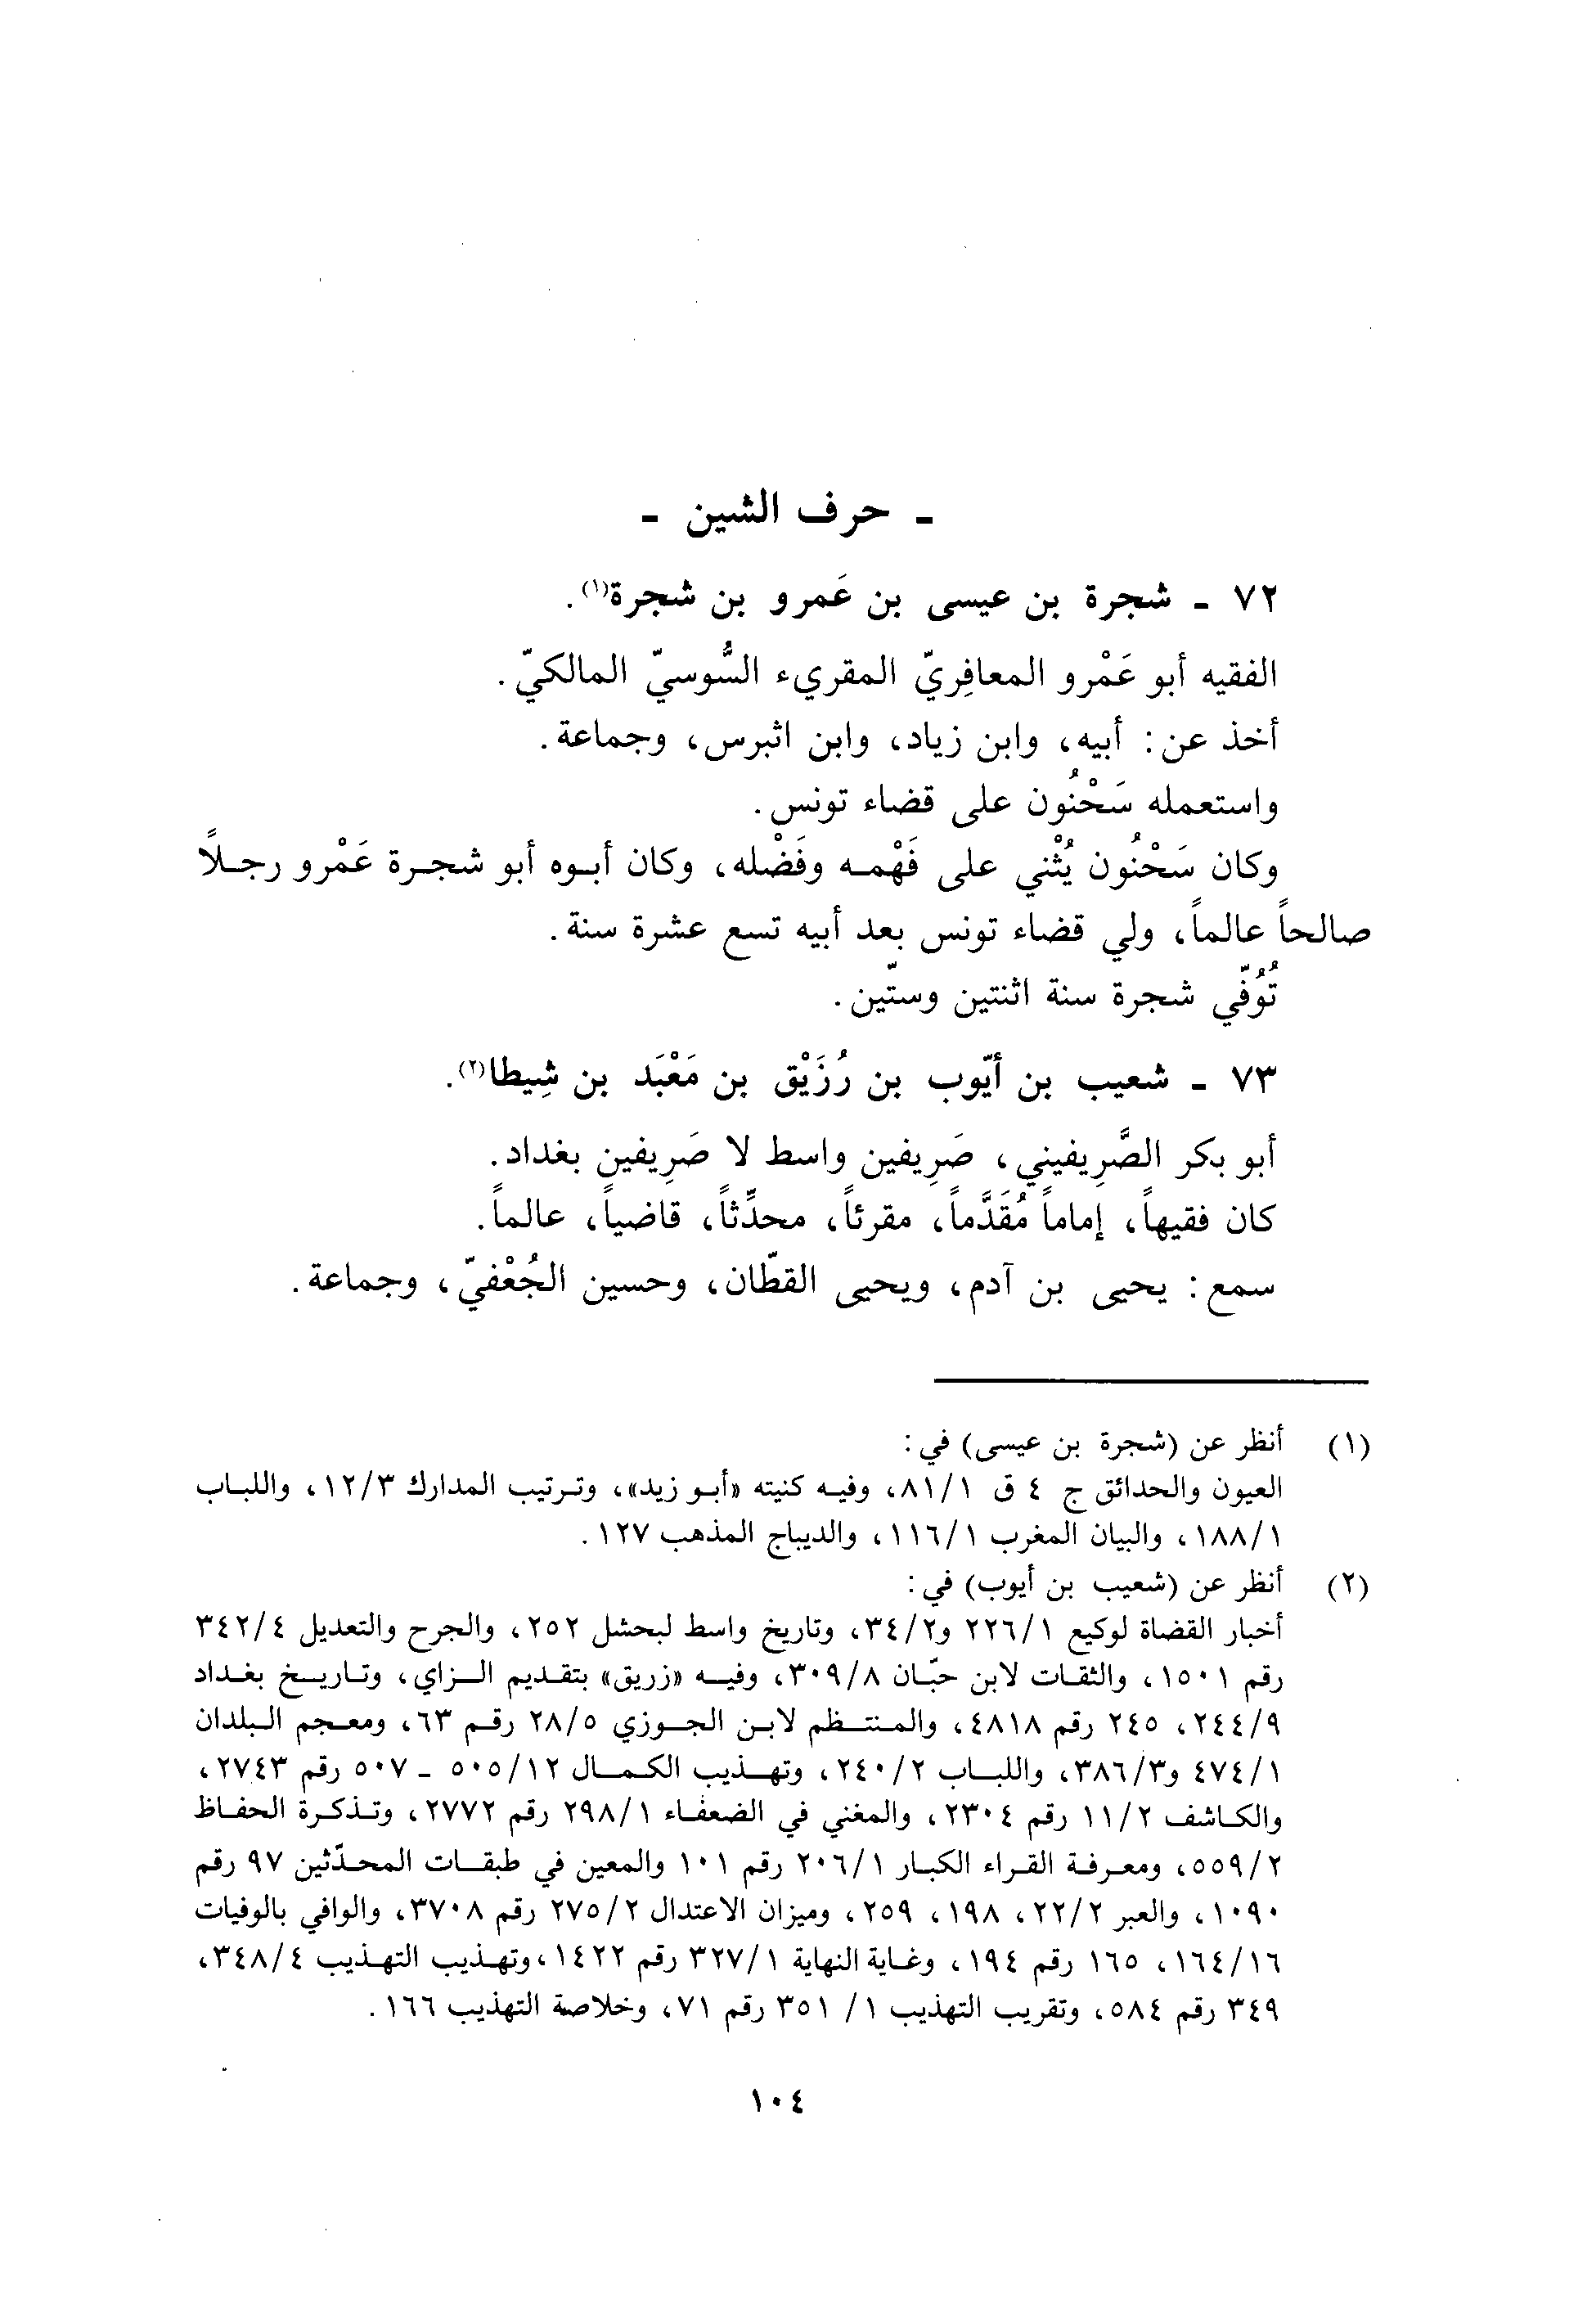 - حرف الشين -
٧٢ - شجرة بن عيسى بن عَمرو بن شجرة(١).
الفقيه أبو عَمْرو المعافِريّ المقريء السُّوسيّ المالكيّ.
أخذ عن: أبيه، وابن زياد، وابن اثبرس، وجماعة.
واستعمله سَحْنُون على قضاء تونس.
وكان سَحْنُون يُثْني على فَهْمه وفَضْله، وكان أبوه أبو شجرة عَمْرو رجلاً
صالحاً عالماً، ولي قضاء تونس بعد أبيه تسع عشرة سنة.
تُوُفّي شجرة سنة اثنتين وستّين.
٧٣ - شعيب بن أيّوب بن رُزَيْق بن مَعْبَد بن شِيطا(٢).
أبو بكر الصَّرِيفيني، صَرِيفين واسط لا صَرِيفين بغداد.
كان فقيهاً، إماماً مُقَدَّماً، مقرئاً، محدِّثاً، قاضياً، عالماً.
سمع: يحيى بن آدم، ويحيى القطّان، وحسين الجُعْفيّ، وجماعة.
(١) أنظر عن (شجرة بن عيسى) في:
العيون والحدائق ج ٤ ق ٨١/١، وفيه كنيته «أبو زيد»، وترتيب المدارك ١٢/٣، واللباب
١٨٨/١، والبيان المغرب ١١٦/١، والديباج المذهب ١٢٧.
(٢) أنظر عن (شعيب بن أيوب) في:
أخبار القضاة لوكيع ٢٢٦/١ و٣٤/٢، وتاريخ واسط لبحشل ٢٥٢، والجرح والتعديل ٣٤٢/٤
رقم ١٥٠١، والثقات لابن حبّان ٣٠٩/٨، وفيه «زريق» بتقديم الزاي، وتاريخ بغداد
٢٤٤/٩، ٢٤٥ رقم ٤٨١٨، والمنتظم لابن الجوزي ٢٨/٥ رقم ٦٣، ومعجم البلدان
٤٧٤/١ و٣٨٦/٣، واللباب ٢٤٠/٢، وتهذيب الكمال ٥٠٥/١٢ - ٥٠٧ رقم ٢٧٤٣،
والكاشف ١١/٢ رقم ٢٣٠٤، والمغني في الضعفاء ٢٩٨/١ رقم ٢٧٧٢، وتذكرة الحفاظ
٥٥٩/٢، ومعرفة القراء الكبار ٢٠٦/١ رقم ١٠١ والمعين في طبقات المحدّثين ٩٧ رقم
١٠٩٠، والعبر ٢٢/٢، ١٩٨، ٢٥٩، وميزان الاعتدال ٢٧٥/٢ رقم ٣٧٠٨، والوافي بالوفيات
١٦٤/١٦، ١٦٥ رقم ١٩٤، وغاية النهاية ٣٢٧/١ رقم ١٤٢٢، وتهذيب التهذيب ٣٤٨/٤،
٣٤٩ رقم ٥٨٤، وتقريب التهذيب ١/ ٣٥١ رقم ٧١، وخلاصة التهذيب ١٦٦.
١٠٤